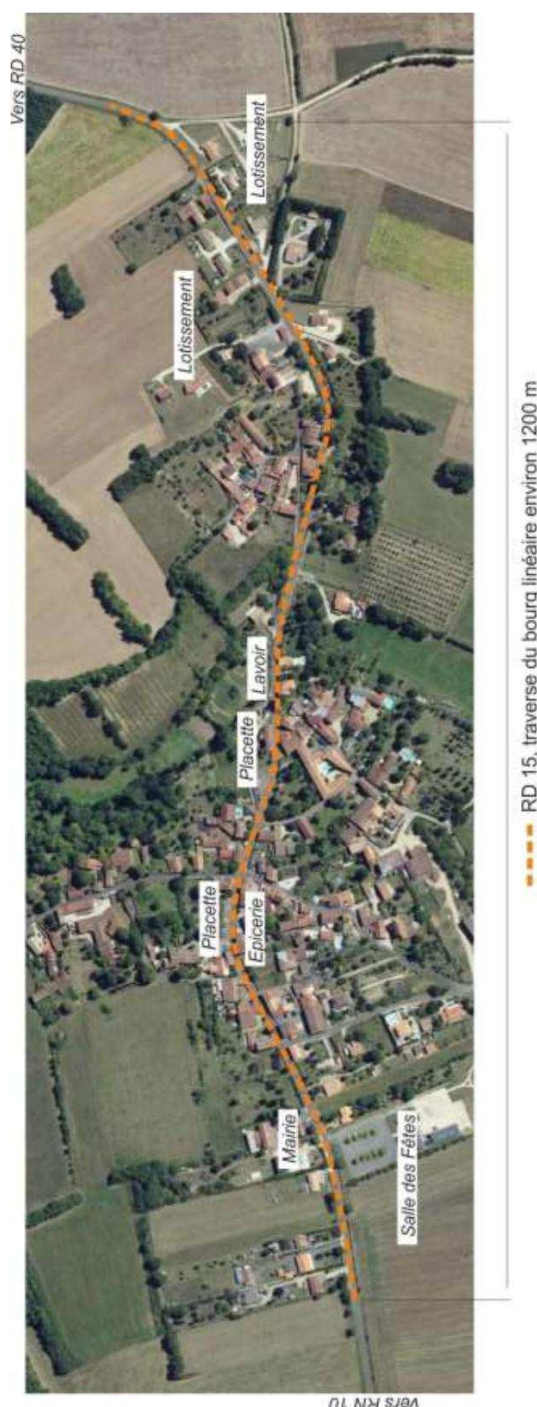 Vers RD 40
Lotissement
Lotissement
Lavoir
Placette
Placette
Epicerie
Mairie
Salle des Fêtes
vers RN 10
RD 15, traverse du bourg linéaire environ 1200 m